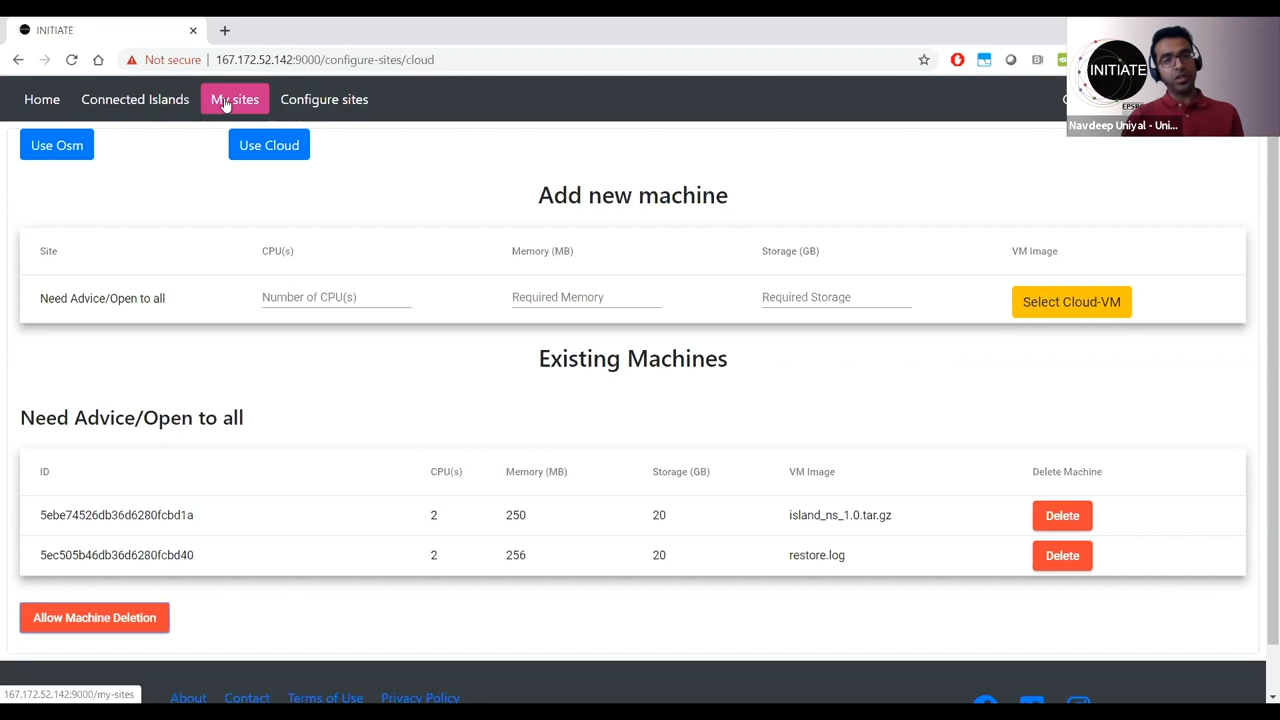 INITIATE
Not secure
167.172.52.142:9000/configure-sites/cloud
INITIATE
EPSRC
Navdeep Uniyal - Uni...
Home
Connected Islands
My sites
Configure sites
Use Osm
Use Cloud
Add new machine
Site
CPU(s)
Memory (MB)
Storage (GB)
VM Image
Need Advice/Open to all
Number of CPU(s)
Required Memory
Required Storage
Select Cloud-VM
Existing Machines
Need Advice/Open to all
ID
CPU(s)
Memory (MB)
Storage (GB)
VM Image
Delete Machine
5ebe74526db36d6280fcbd1a
2
250
20
island_ns_1.0.tar.gz
Delete
5ec505b46db36d6280fcbd40
2
256
20
restore.log
Delete
Allow Machine Deletion
167.172.52.142:9000/my-sites
About
Contact
Terms of Use
Privacy Policy